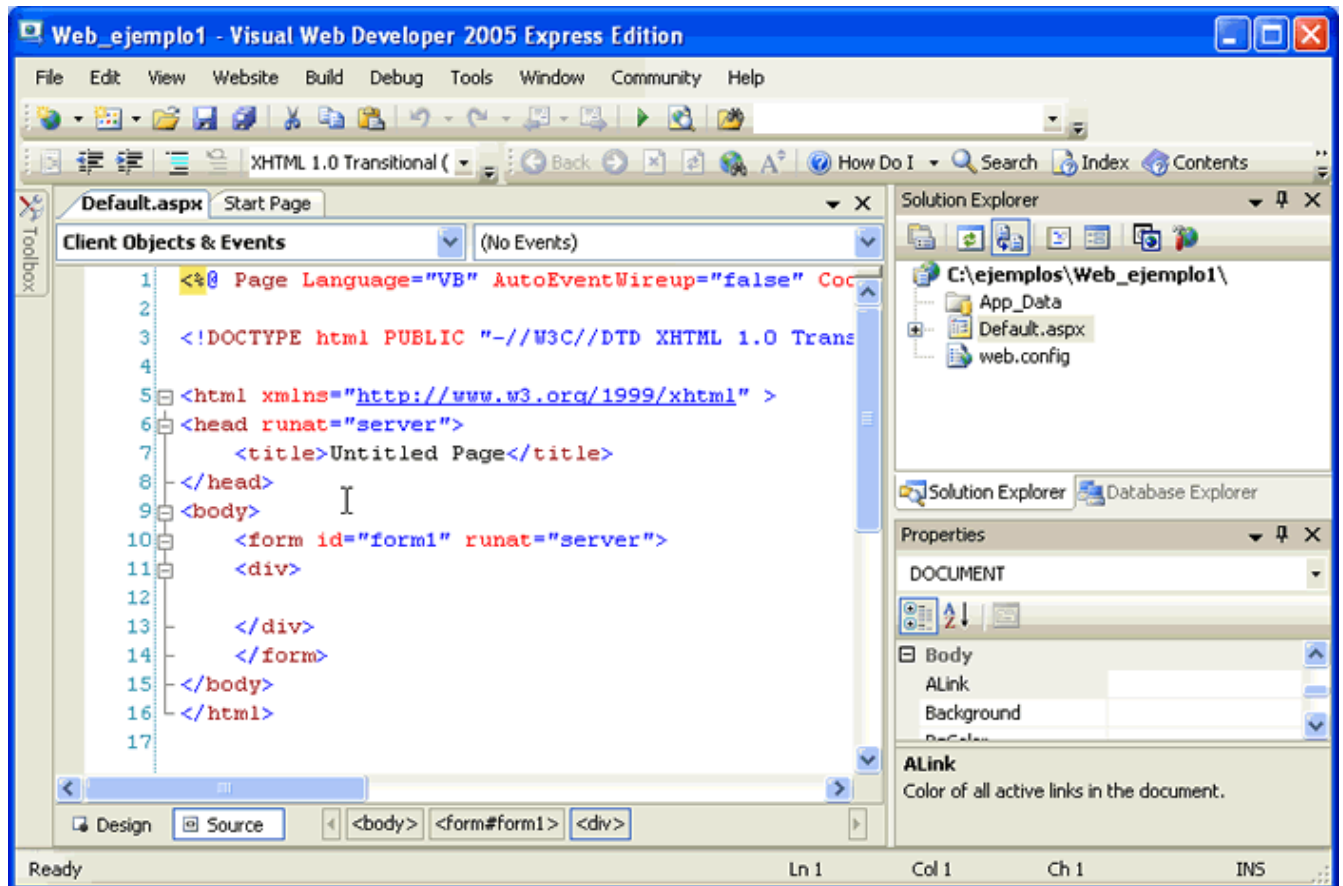 Web_ejemplo1 - Visual Web Developer 2005 Express Edition
File Edit View Website Build Debug Tools Window Community Help
XHTML 1.0 Transitional ( Back How Do I Search Index Contents
Toolbox
Default.aspx Start Page
Client Objects & Events (No Events)
1 <%@ Page Language="VB" AutoEventWireup="false" Coc
2
3 <!DOCTYPE html PUBLIC "-//W3C//DTD XHTML 1.0 Trans
4
5 <html xmlns="http://www.w3.org/1999/xhtml" >
6 <head runat="server">
7 <title>Untitled Page</title>
8 </head>
9 <body>
10 <form id="form1" runat="server">
11 <div>
12
13 </div>
14 </form>
15 </body>
16 </html>
17
Design Source <body> <form#form1> <div>
Solution Explorer
C:\ejemplos\Web_ejemplo1\
App_Data
Default.aspx
web.config
Solution Explorer Database Explorer
Properties
DOCUMENT
Body
ALink
Background
ALink
Color of all active links in the document.
Ready Ln 1 Col 1 Ch 1 INS